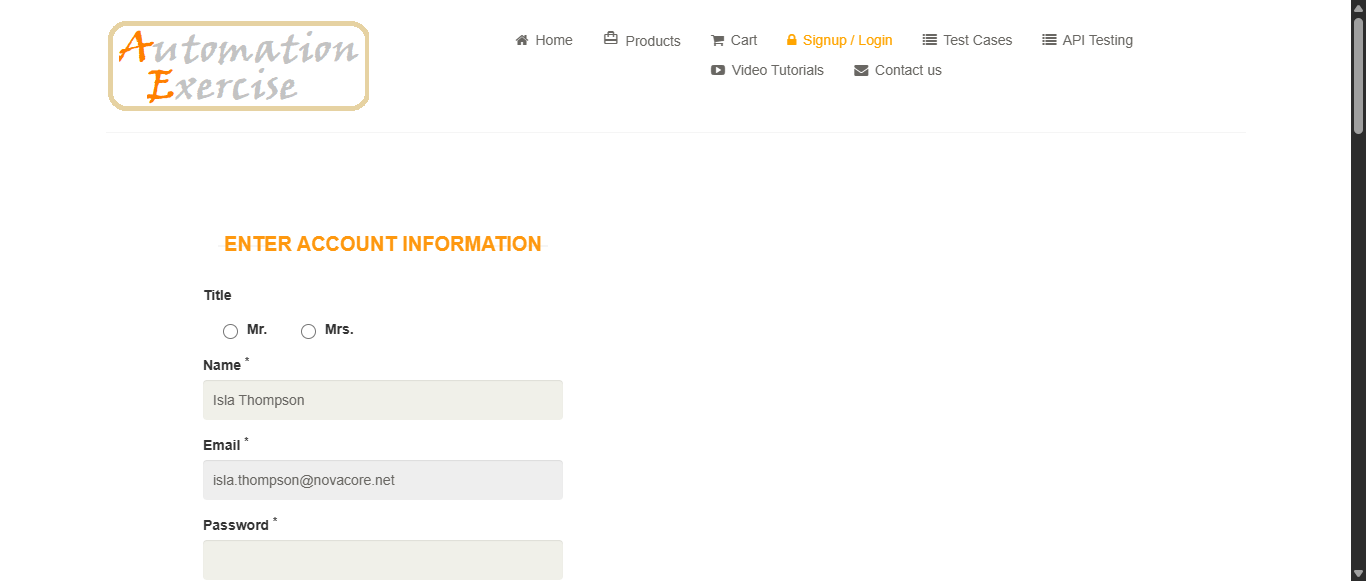 Automation
Exercise
Home Products Cart Signup / Login Test Cases API Testing
Video Tutorials Contact us
ENTER ACCOUNT INFORMATION
Title
Mr. Mrs.
Name *
Isla Thompson
Email *
isla.thompson@novacore.net
Password *